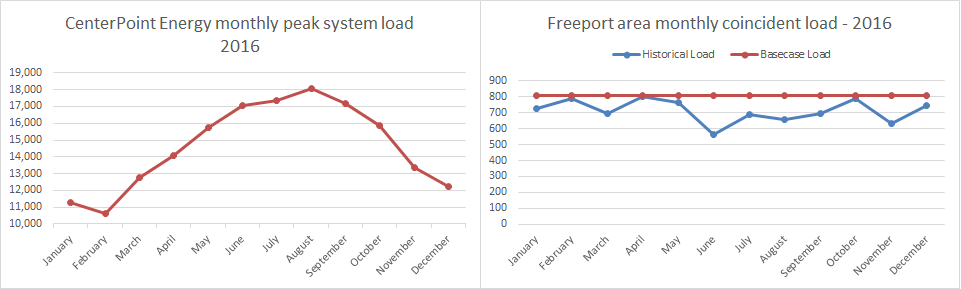 CenterPoint Energy monthly peak system load
2016
19,000
18,000
17,000
16,000
15,000
14,000
13,000
12,000
11,000
10,000
January
February
March
April
May
June
July
August
September
October
November
December
Freeport area monthly coincident load - 2016
Historical Load
Basecase Load
900
800
700
600
500
400
300
200
100
0
January
February
March
April
May
June
July
August
September
October
November
December